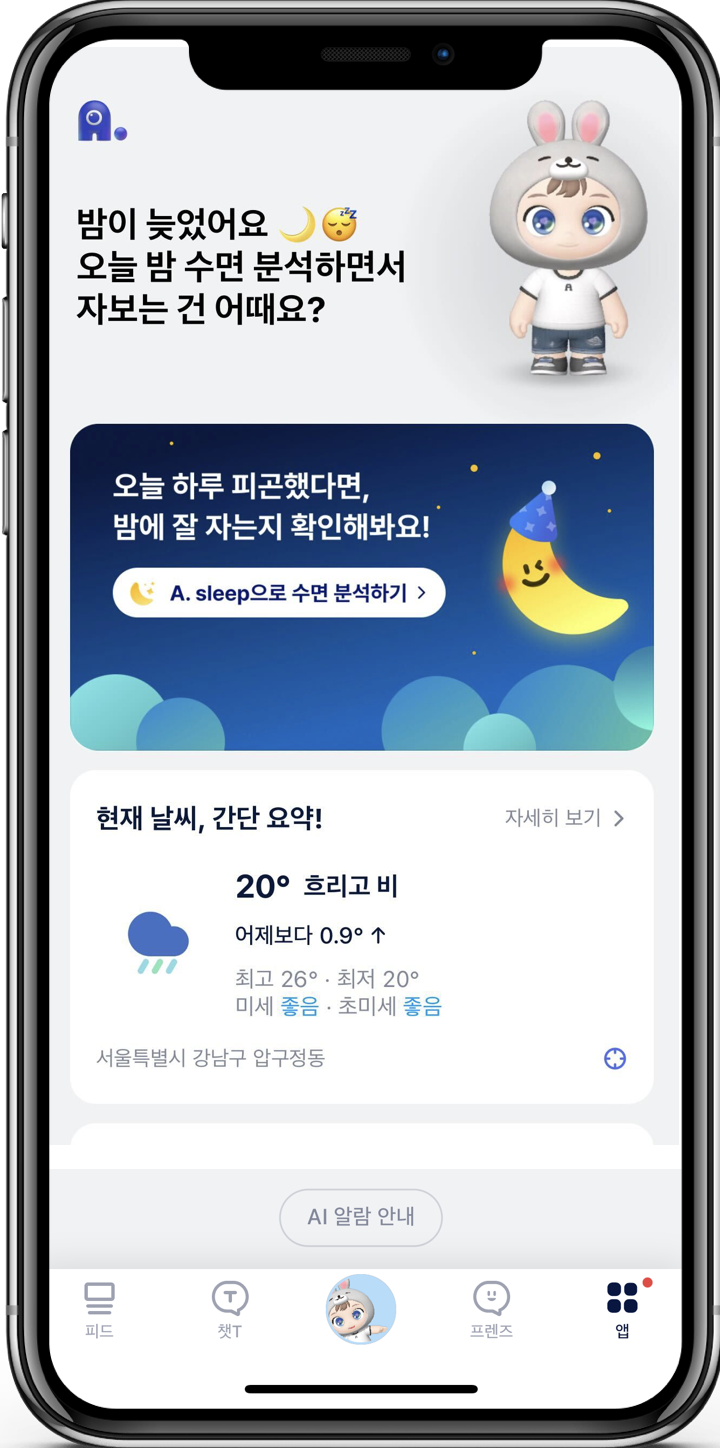 A.
밤이 늦었어요 🌙😴
오늘 밤 수면 분석하면서
자보는 건 어때요?
A
오늘 하루 피곤했다면,
밤에 잘 자는지 확인해봐요!
A. sleep으로 수면 분석하기 >
현재 날씨, 간단 요약!
자세히 보기 >
20° 흐리고 비
어제보다 0.9° ↑
최고 26° · 최저 20°
미세 좋음 · 초미세 좋음
서울특별시 강남구 압구정동
AI 알람 안내
T
피드
챗T
프렌즈
앱